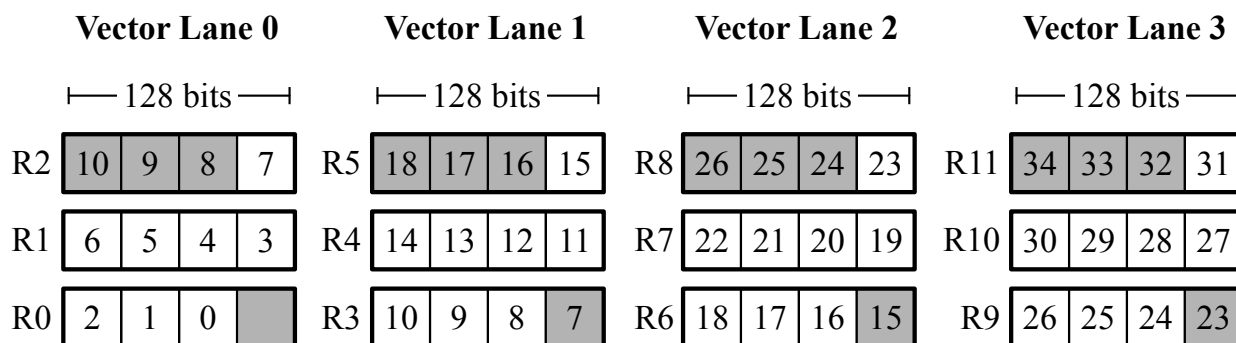 Vector Lane 0 Vector Lane 1 Vector Lane 2 Vector Lane 3
128 bits 128 bits 128 bits 128 bits
R2 10 9 8 7 R5 18 17 16 15 R8 26 25 24 23 R11 34 33 32 31
R1 6 5 4 3 R4 14 13 12 11 R7 22 21 20 19 R10 30 29 28 27
R0 2 1 0 R3 10 9 8 7 R6 18 17 16 15 R9 26 25 24 23